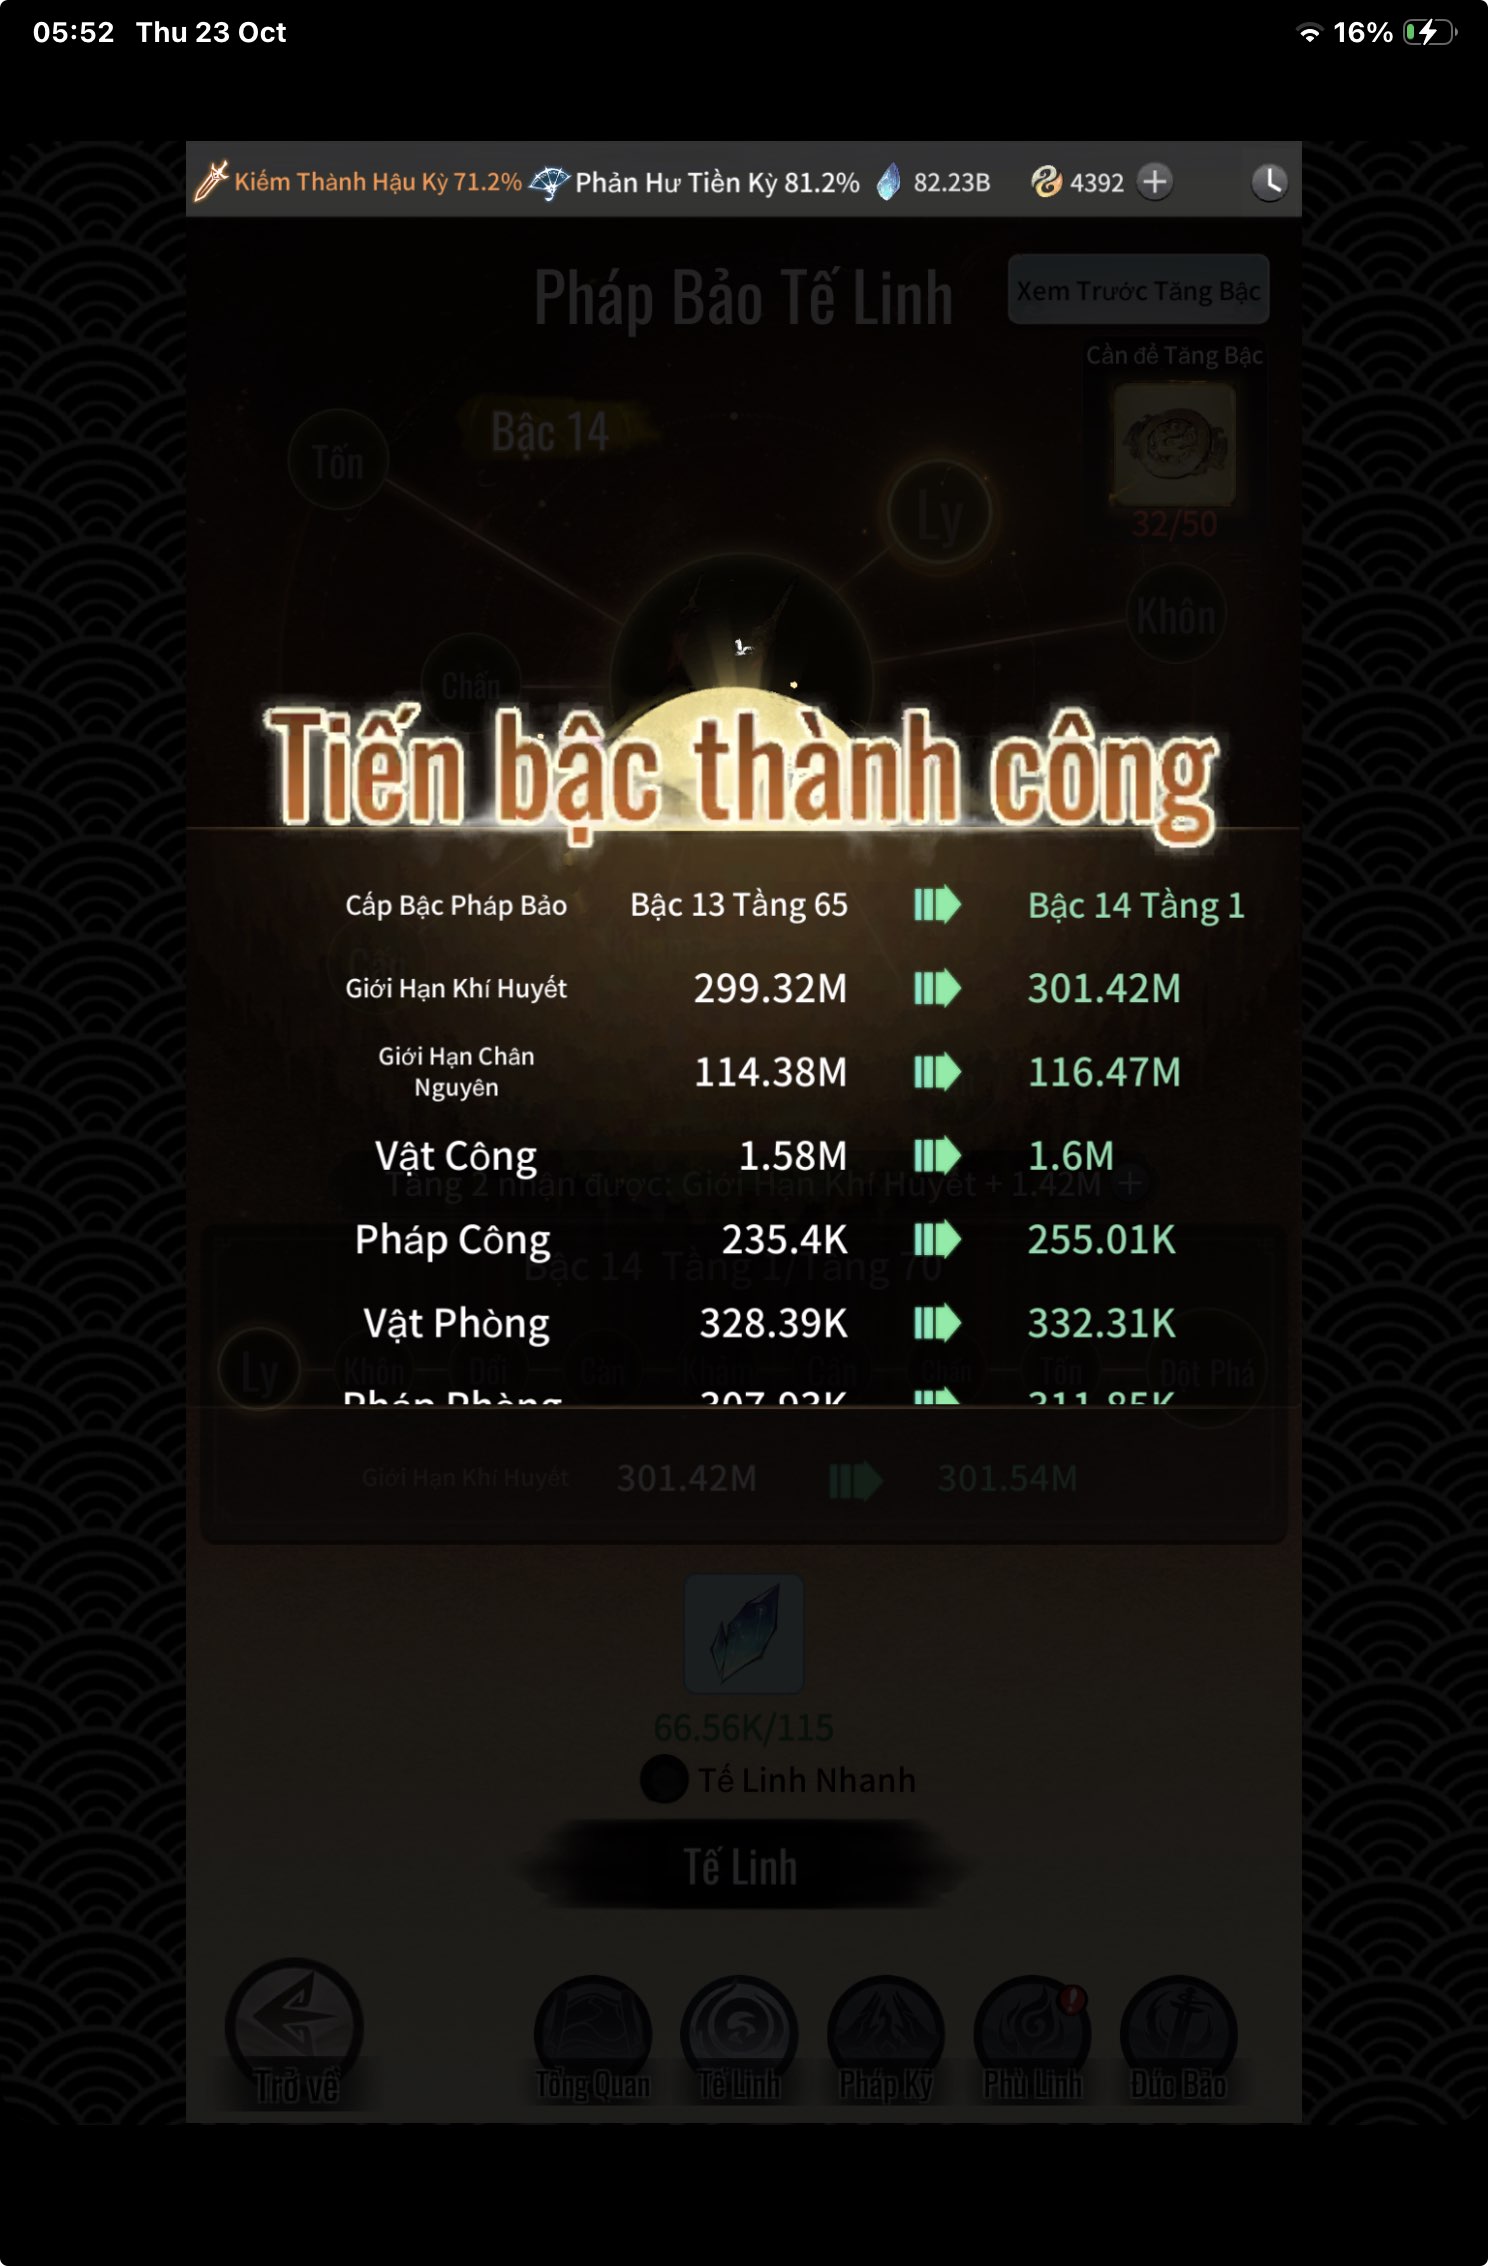 05:52 Thu 23 Oct 16%
Kiếm Thành Hậu Kỳ 71.2% Phản Hư Tiền Kỳ 81.2% 82.23B 4392
Pháp Bảo Tế Linh
Xem Trước Tăng Bậc
Cần để Tăng Bậc
Bậc 14
Tốn
Ly
32/50
Khôn
Chấn
Tiến bậc thành công
Cấp Bậc Pháp Bảo Bậc 13 Tầng 65 Bậc 14 Tầng 1
Giới Hạn Khí Huyết 299.32M 301.42M
Giới Hạn Chân
Nguyên 114.38M 116.47M
Vật Công 1.58M 1.6M
Tầng 2 nhận được: Giới Hạn Khí Huyết + 1.42M
Pháp Công 235.4K 255.01K
Bậc 14 Tầng 1/Tầng 70
Vật Phòng 328.39K 332.31K
Ly Khôn Đổi Càn Khảm Cấn Chấn Tốn Đột Phá
Pháp Phòng 307.93K 311.85K
Giới Hạn Khí Huyết 301.42M 301.54M
66.56K/115
Tế Linh Nhanh
Tế Linh
Trở về Tổng Quan Tế Linh Pháp Kỹ Phù Linh Đúc Bảo